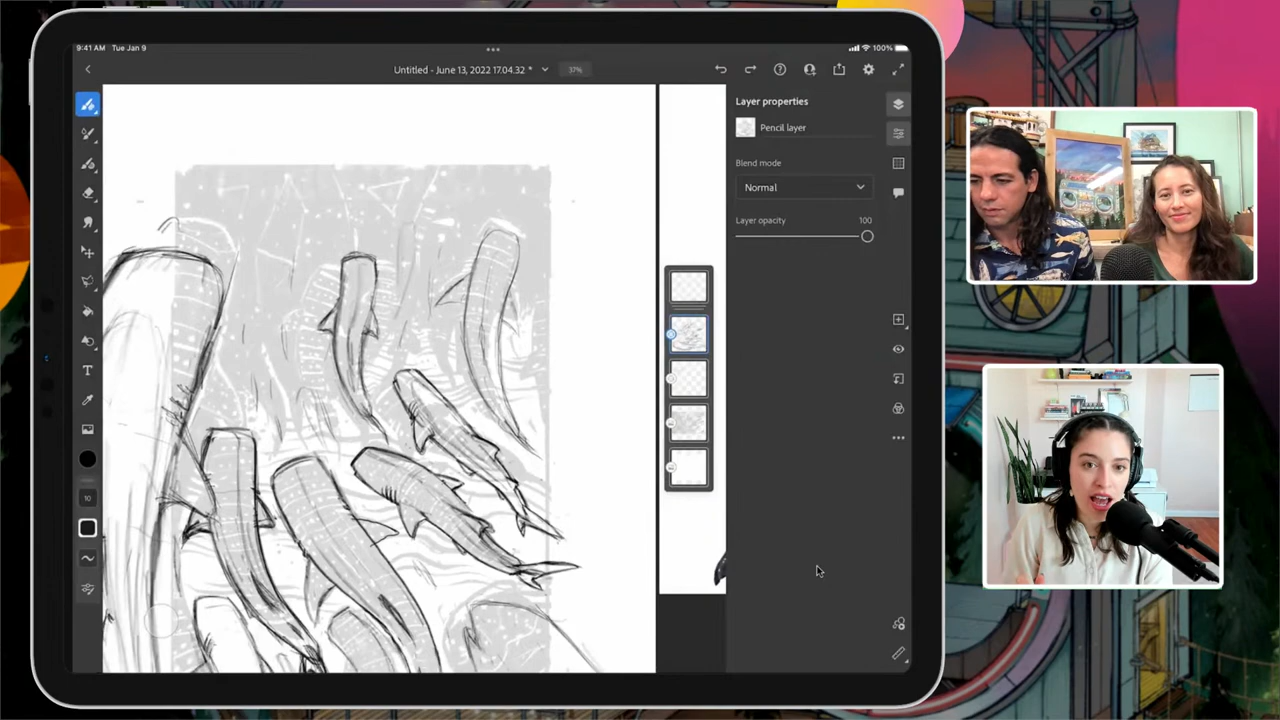 9:41 AM Tue Jan 9
100%
Untitled - June 13, 2022 17.04.32 *
37%
Layer properties
Pencil layer
Blend mode
Normal
Layer opacity 100
T
10